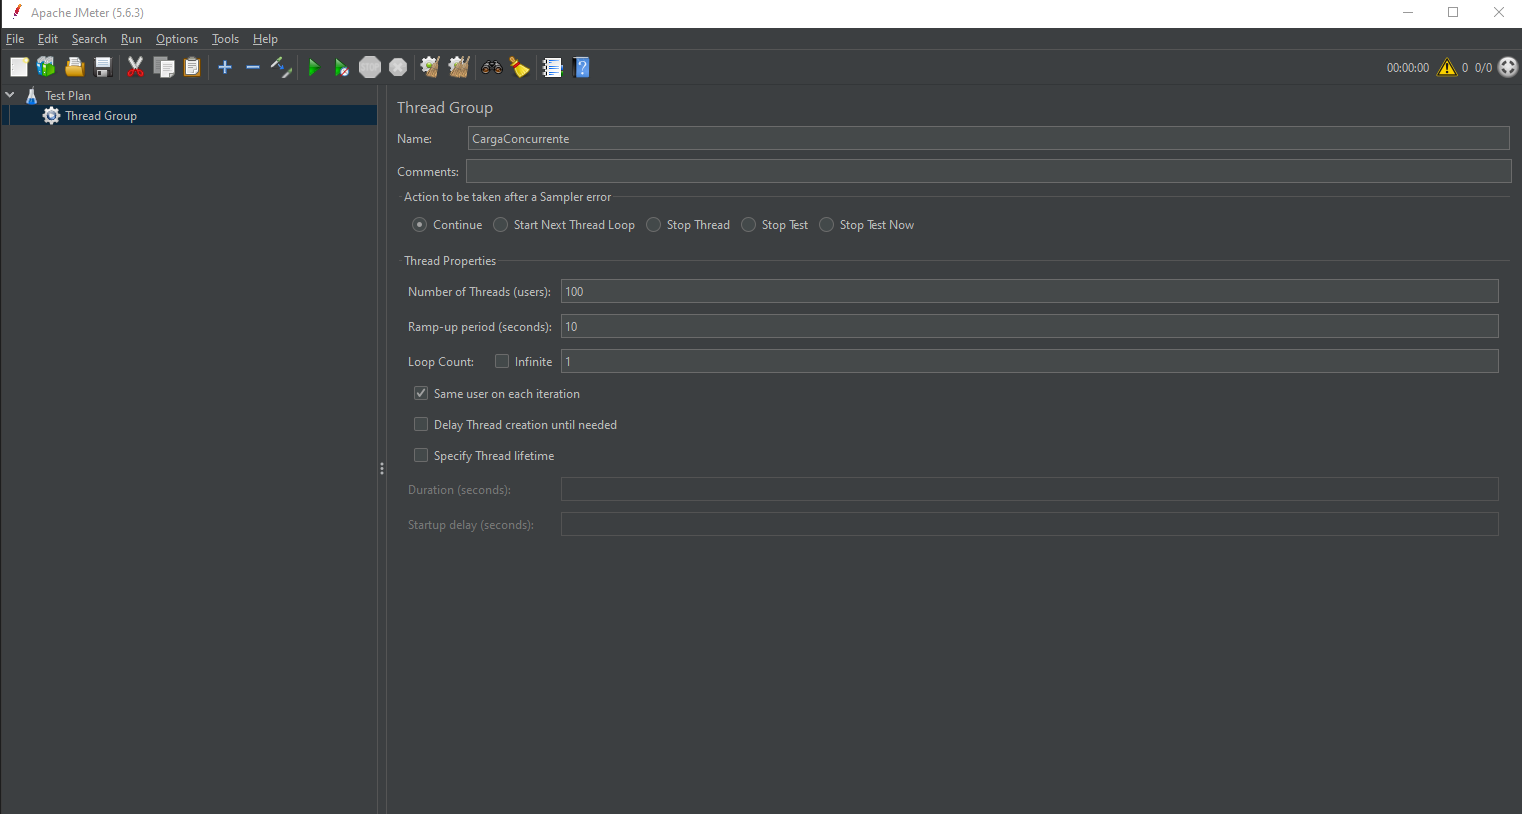 Apache JMeter (5.6.3)
File Edit Search Run Options Tools Help
STOP 00:00:00 0 0/0
Test Plan
Thread Group
Thread Group
Name: CargaConcurrente
Comments:
Action to be taken after a Sampler error
Continue Start Next Thread Loop Stop Thread Stop Test Stop Test Now
Thread Properties
Number of Threads (users): 100
Ramp-up period (seconds): 10
Loop Count: Infinite 1
Same user on each iteration
Delay Thread creation until needed
Specify Thread lifetime
Duration (seconds):
Startup delay (seconds):